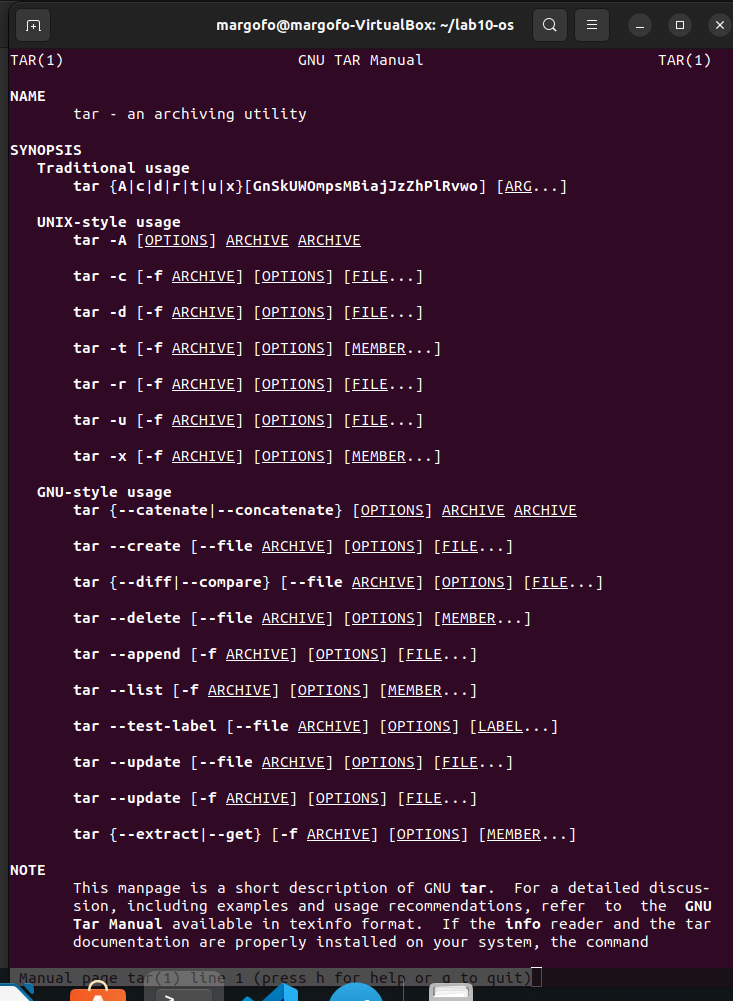 margofo@margofo-VirtualBox: ~/lab10-os
TAR(1) GNU TAR Manual TAR(1)
NAME
tar - an archiving utility
SYNOPSIS
Traditional usage
tar {A|c|d|r|t|u|x}[GnSkUWOmpsMBiajJzZhPlRvwo] [ARG...]
UNIX-style usage
tar -A [OPTIONS] ARCHIVE ARCHIVE
tar -c [-f ARCHIVE] [OPTIONS] [FILE...]
tar -d [-f ARCHIVE] [OPTIONS] [FILE...]
tar -t [-f ARCHIVE] [OPTIONS] [MEMBER...]
tar -r [-f ARCHIVE] [OPTIONS] [FILE...]
tar -u [-f ARCHIVE] [OPTIONS] [FILE...]
tar -x [-f ARCHIVE] [OPTIONS] [MEMBER...]
GNU-style usage
tar {--catenate|--concatenate} [OPTIONS] ARCHIVE ARCHIVE
tar --create [--file ARCHIVE] [OPTIONS] [FILE...]
tar {--diff|--compare} [--file ARCHIVE] [OPTIONS] [FILE...]
tar --delete [--file ARCHIVE] [OPTIONS] [MEMBER...]
tar --append [-f ARCHIVE] [OPTIONS] [FILE...]
tar --list [-f ARCHIVE] [OPTIONS] [MEMBER...]
tar --test-label [--file ARCHIVE] [OPTIONS] [LABEL...]
tar --update [--file ARCHIVE] [OPTIONS] [FILE...]
tar --update [-f ARCHIVE] [OPTIONS] [FILE...]
tar {--extract|--get} [-f ARCHIVE] [OPTIONS] [MEMBER...]
NOTE
This manpage is a short description of GNU tar.  For a detailed discus-
sion, including examples and usage recommendations, refer  to  the  GNU
Tar Manual available in texinfo format.  If the info reader and the tar
documentation are properly installed on your system, the command
Manual page tar(1) line 1 (press h for help or q to quit)